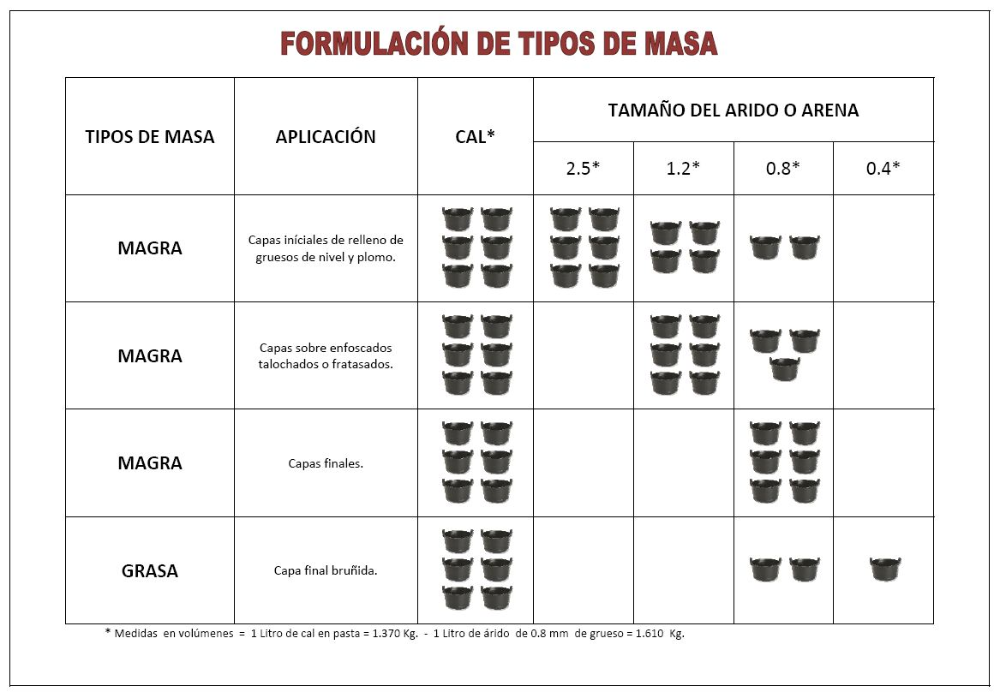 FORMULACIÓN DE TIPOS DE MASA
TIPOS DE MASA
APLICACIÓN
CAL*
TAMAÑO DEL ARIDO O ARENA
2.5*
1.2*
0.8*
0.4*
MAGRA
Capas iníciales de relleno de
gruesos de nivel y plomo.
MAGRA
Capas sobre enfoscados
talochados o fratasados.
MAGRA
Capas finales.
GRASA
Capa final bruñida.
* Medidas en volúmenes = 1 Litro de cal en pasta = 1.370 Kg. - 1 Litro de árido de 0.8 mm de grueso = 1.610 Kg.